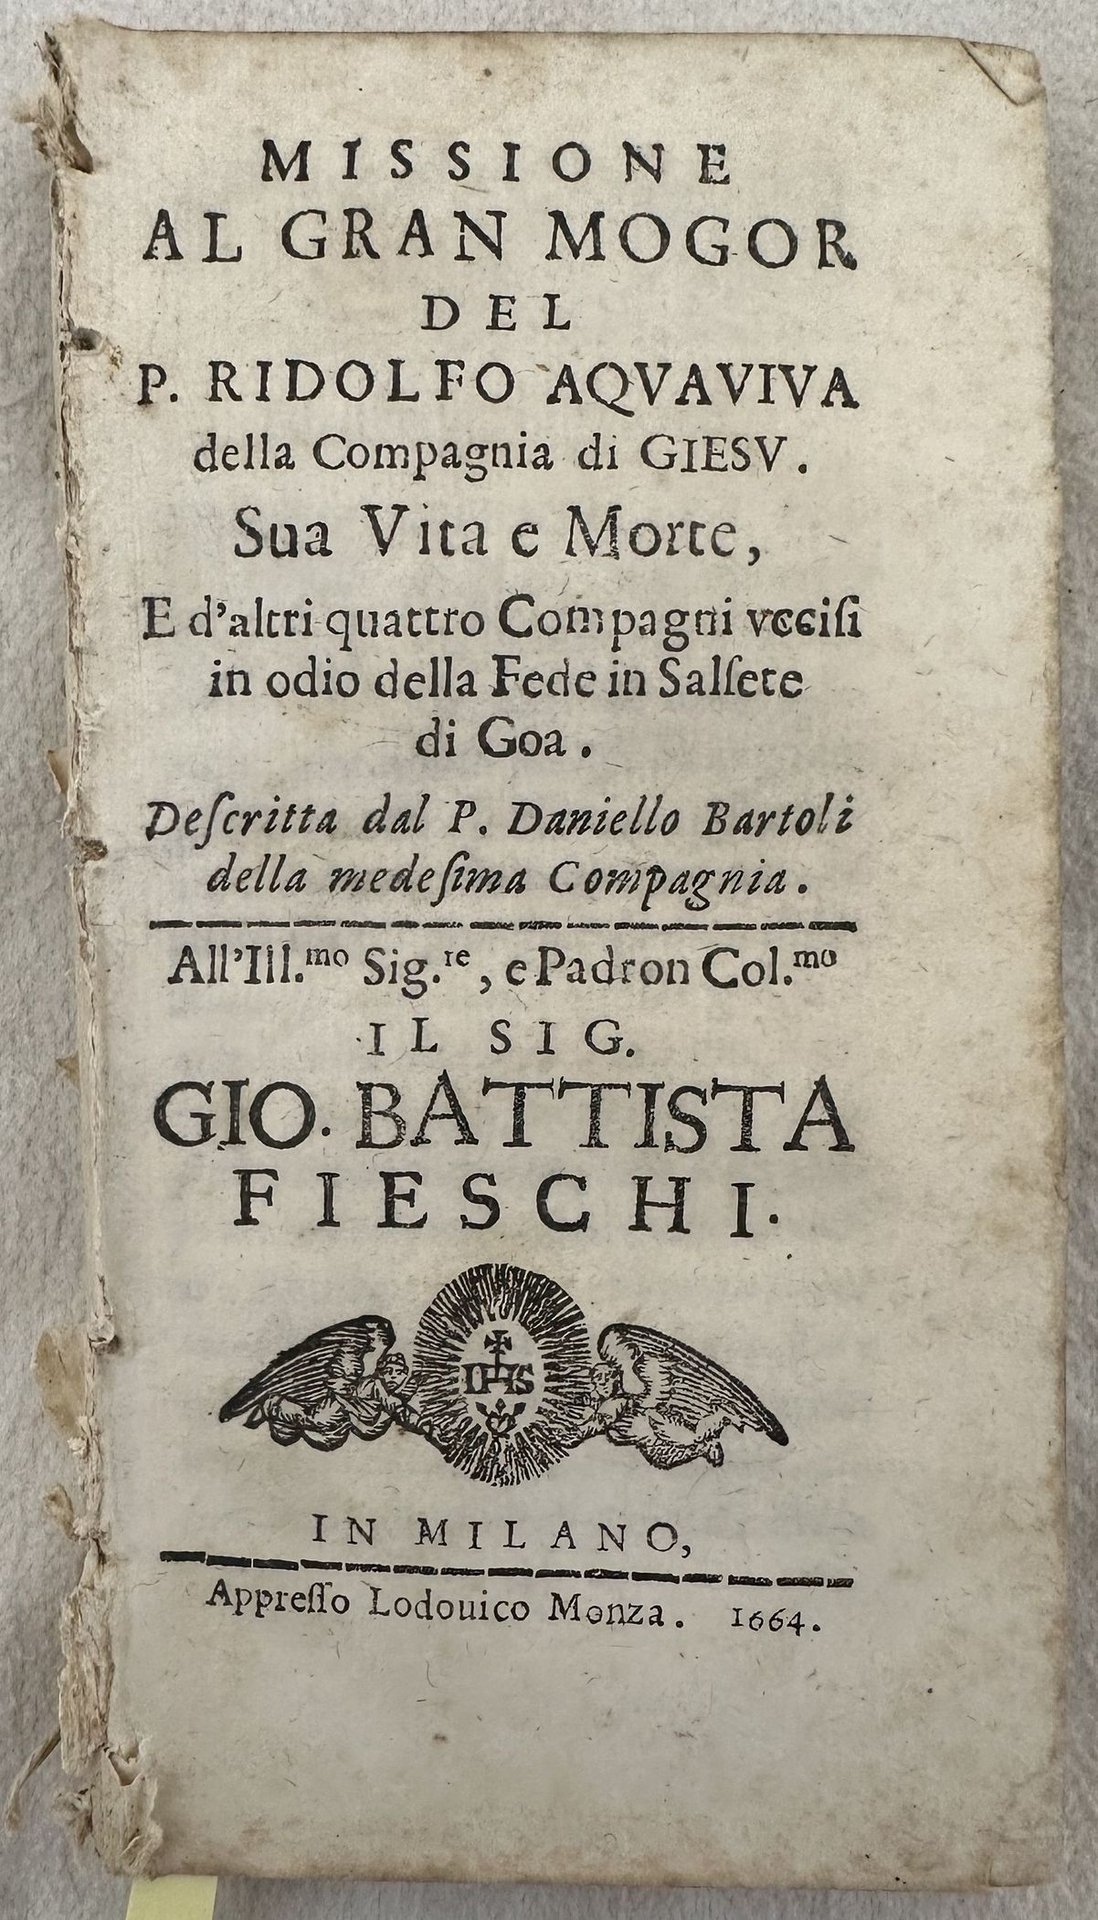 MISSIONE
AL GRAN MOGOR
DEL
P. RIDOLFO AQVAVIVA
della Compagnia di GIESV.
Sua Vita e Morte,
E d'altri quattro Compagni vcciſi
in odio della Fede in Salſete
di Goa.
Deſcritta dal P. Daniello Bartoli
della medeſima Compagnia.
All'Ill.mo Sig.re, e Padron Col.mo
IL SIG.
GIO. BATTISTA
FIESCHI.
IHS
IN MILANO,
Appreſſo Lodouico Monza. 1664.